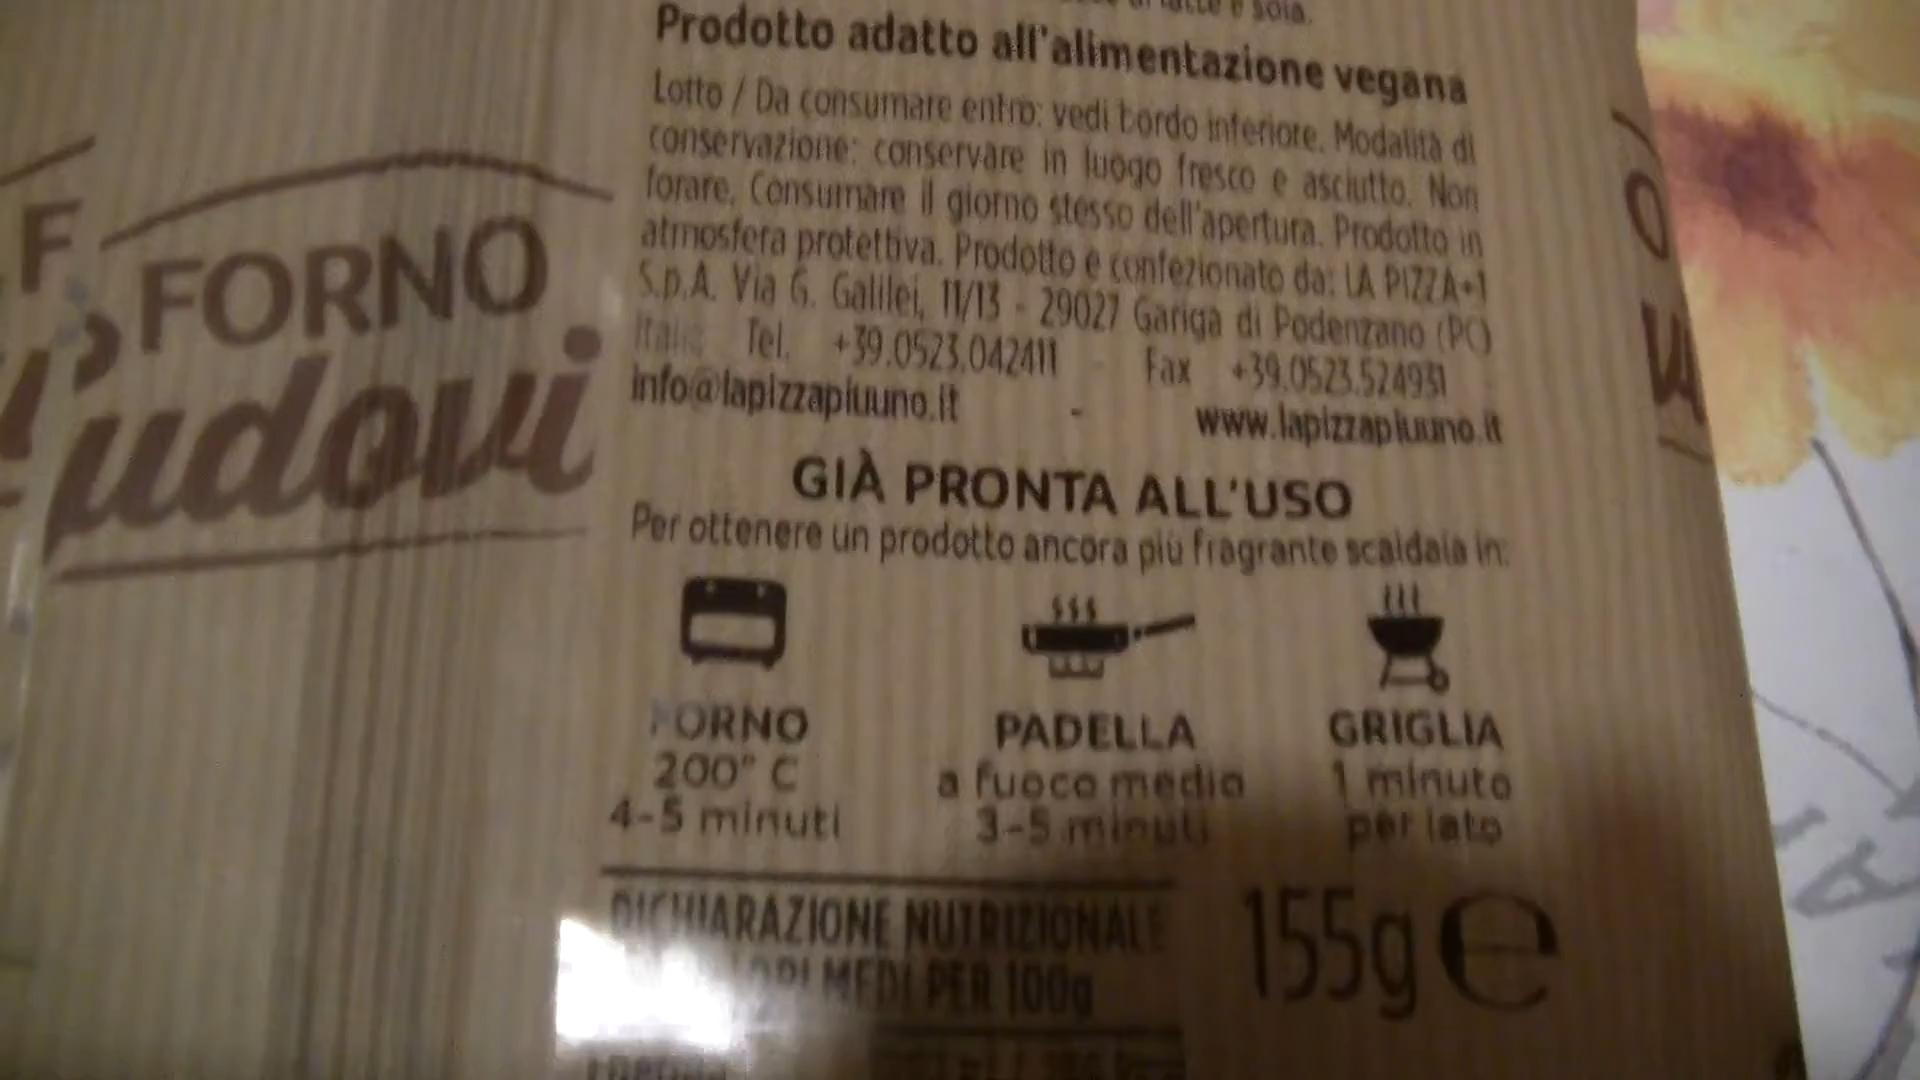 latte e soia.
Prodotto adatto all'alimentazione vegana
Lotto / Da consumare entro: vedi bordo inferiore. Modalità di
conservazione: conservare in luogo fresco e asciutto. Non
forare. Consumare il giorno stesso dell'apertura. Prodotto in
atmosfera protettiva. Prodotto e confezionato da: LA PIZZA+1
S.p.A. Via G. Galilei, 11/13 - 29027 Gariga di Podenzano (PC)
Italia Tel. +39.0523.042411 - Fax +39.0523.524931
info@lapizzapiuuno.it - www.lapizzapiuuno.it
FORNO
Ludovi
GIÀ PRONTA ALL'USO
Per ottenere un prodotto ancora più fragrante scaldala in:
FORNO
200° C
4-5 minuti
PADELLA
a fuoco medio
3-5 minuti
GRIGLIA
1 minuto
per lato
DICHIARAZIONE NUTRIZIONALE
MEDI PER 100g
155g e